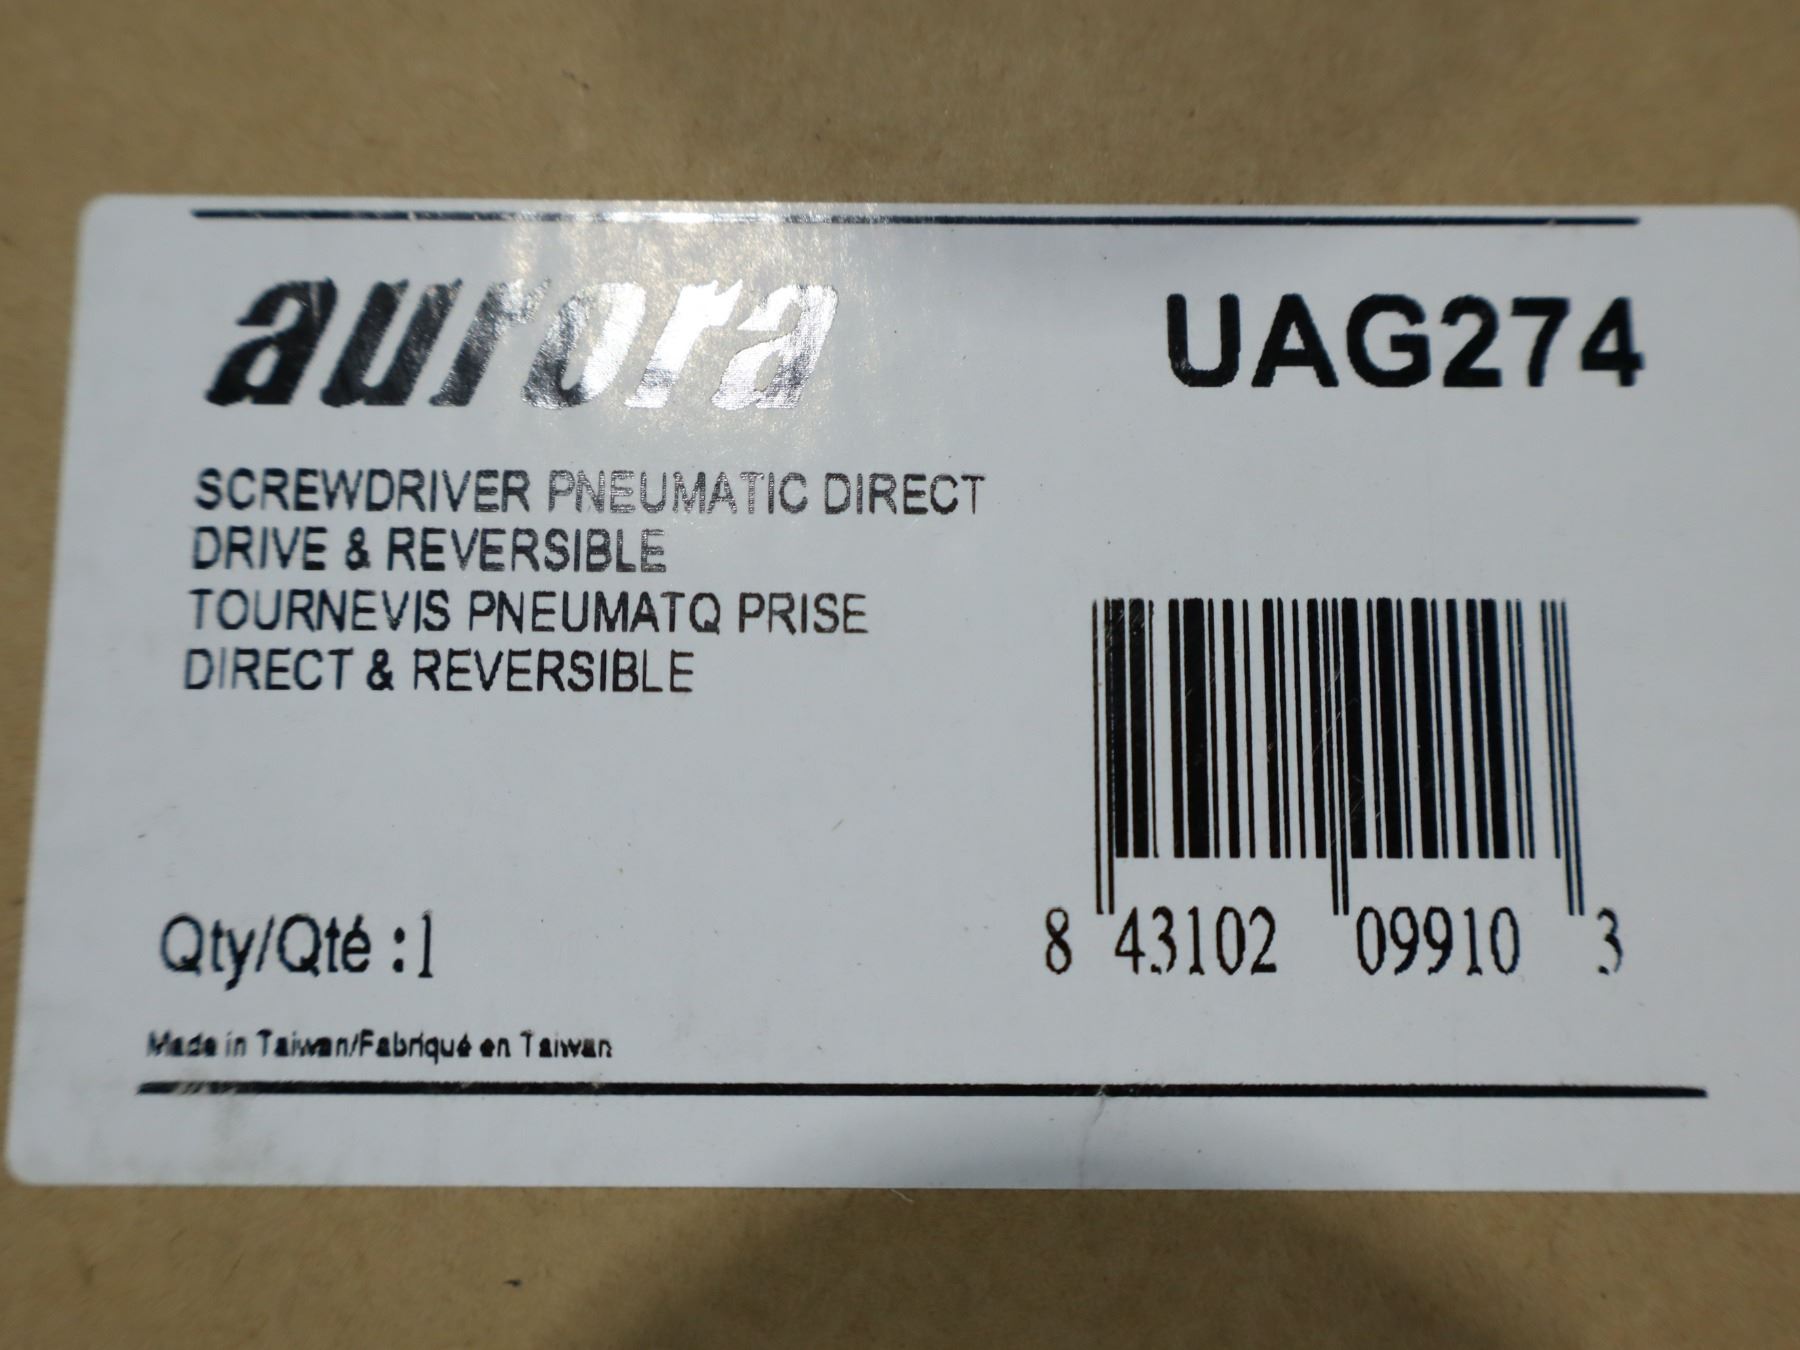 aurora
UAG274
SCREWDRIVER PNEUMATIC DIRECT
DRIVE & REVERSIBLE
TOURNEVIS PNEUMATQ PRISE
DIRECT & REVERSIBLE
8 43102 09910 3
Qty/Qté :1
Made in Taiwan/Fabriqué en Taiwan